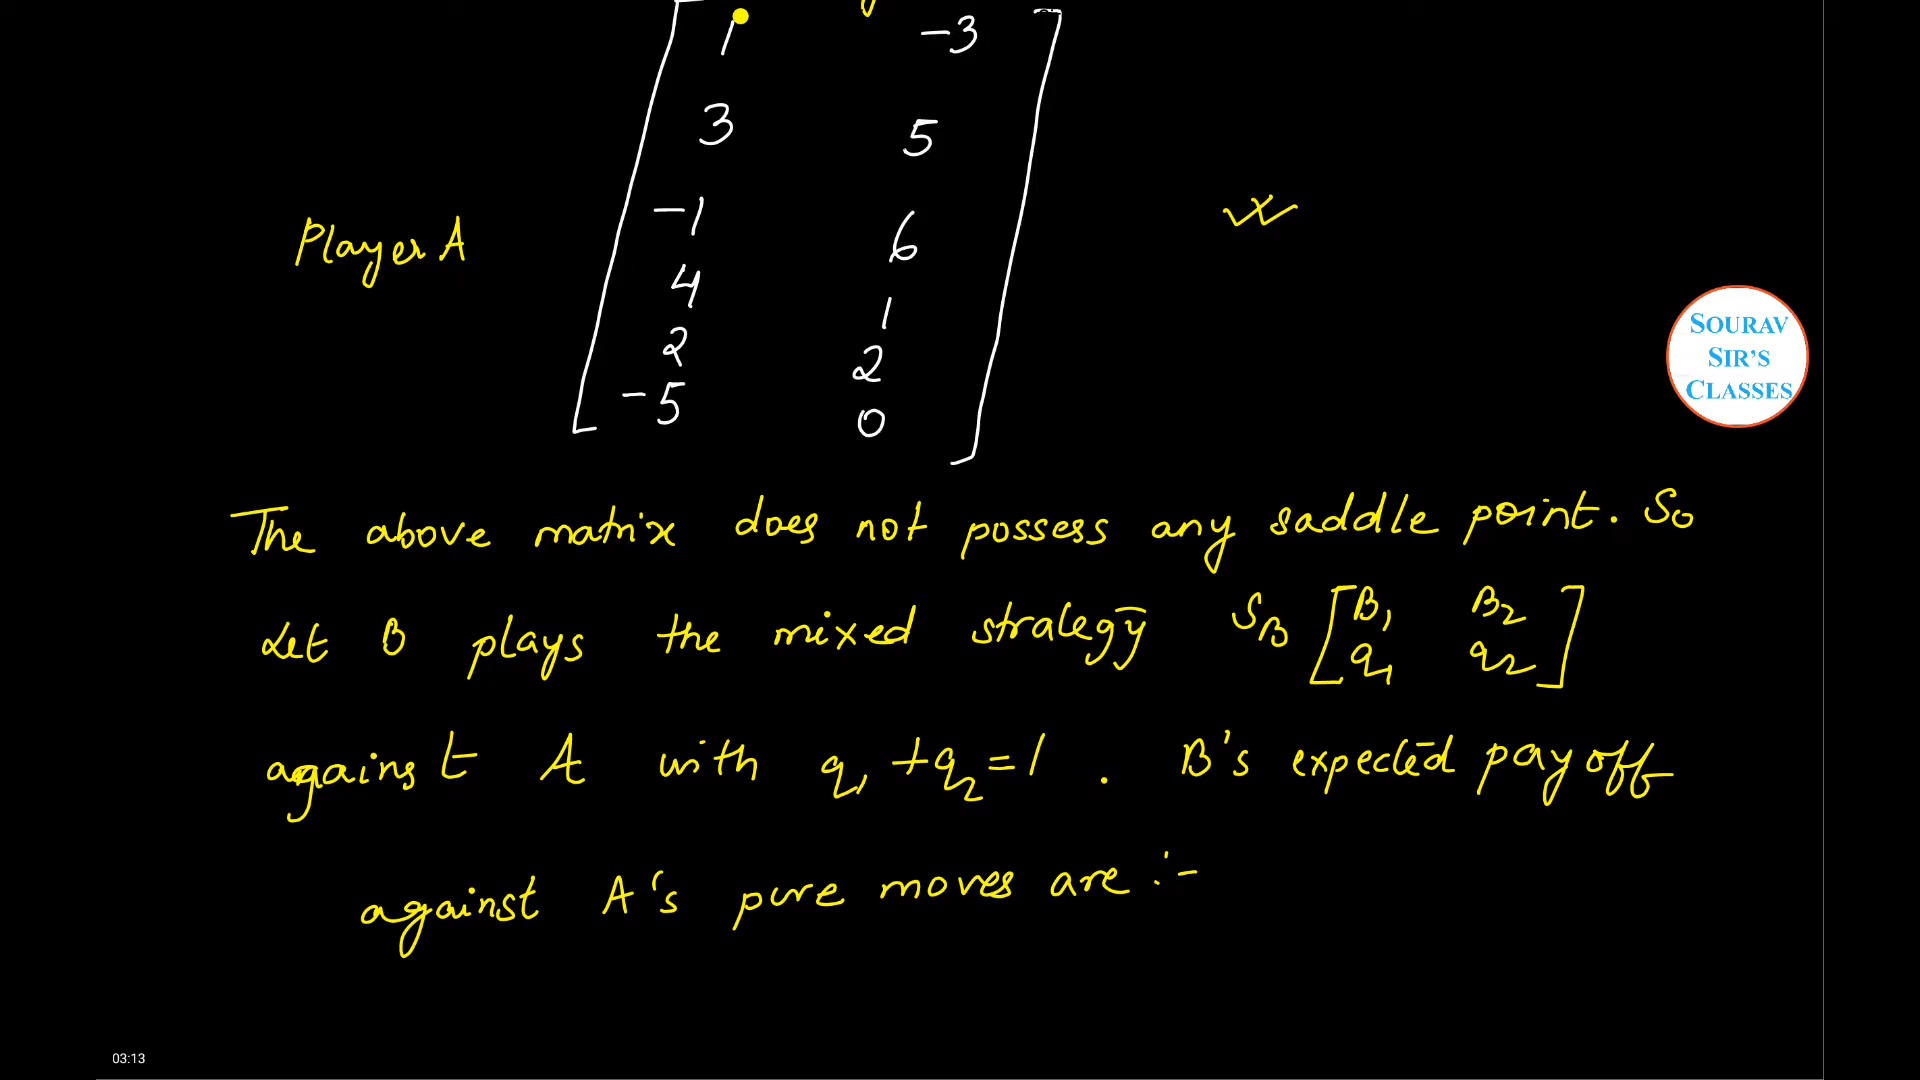 1 -3
3 5
-1 6
Player A
4 1
2 2
-5 0
SOURAV
SIR'S
CLASSES
The above matrix does not possess any saddle point. So
Let B plays the mixed strategy S_B [B1 B2
q1 q2]
against A with q1 + q2 = 1 . B's expected pay off
against A's pure moves are :-
03:13